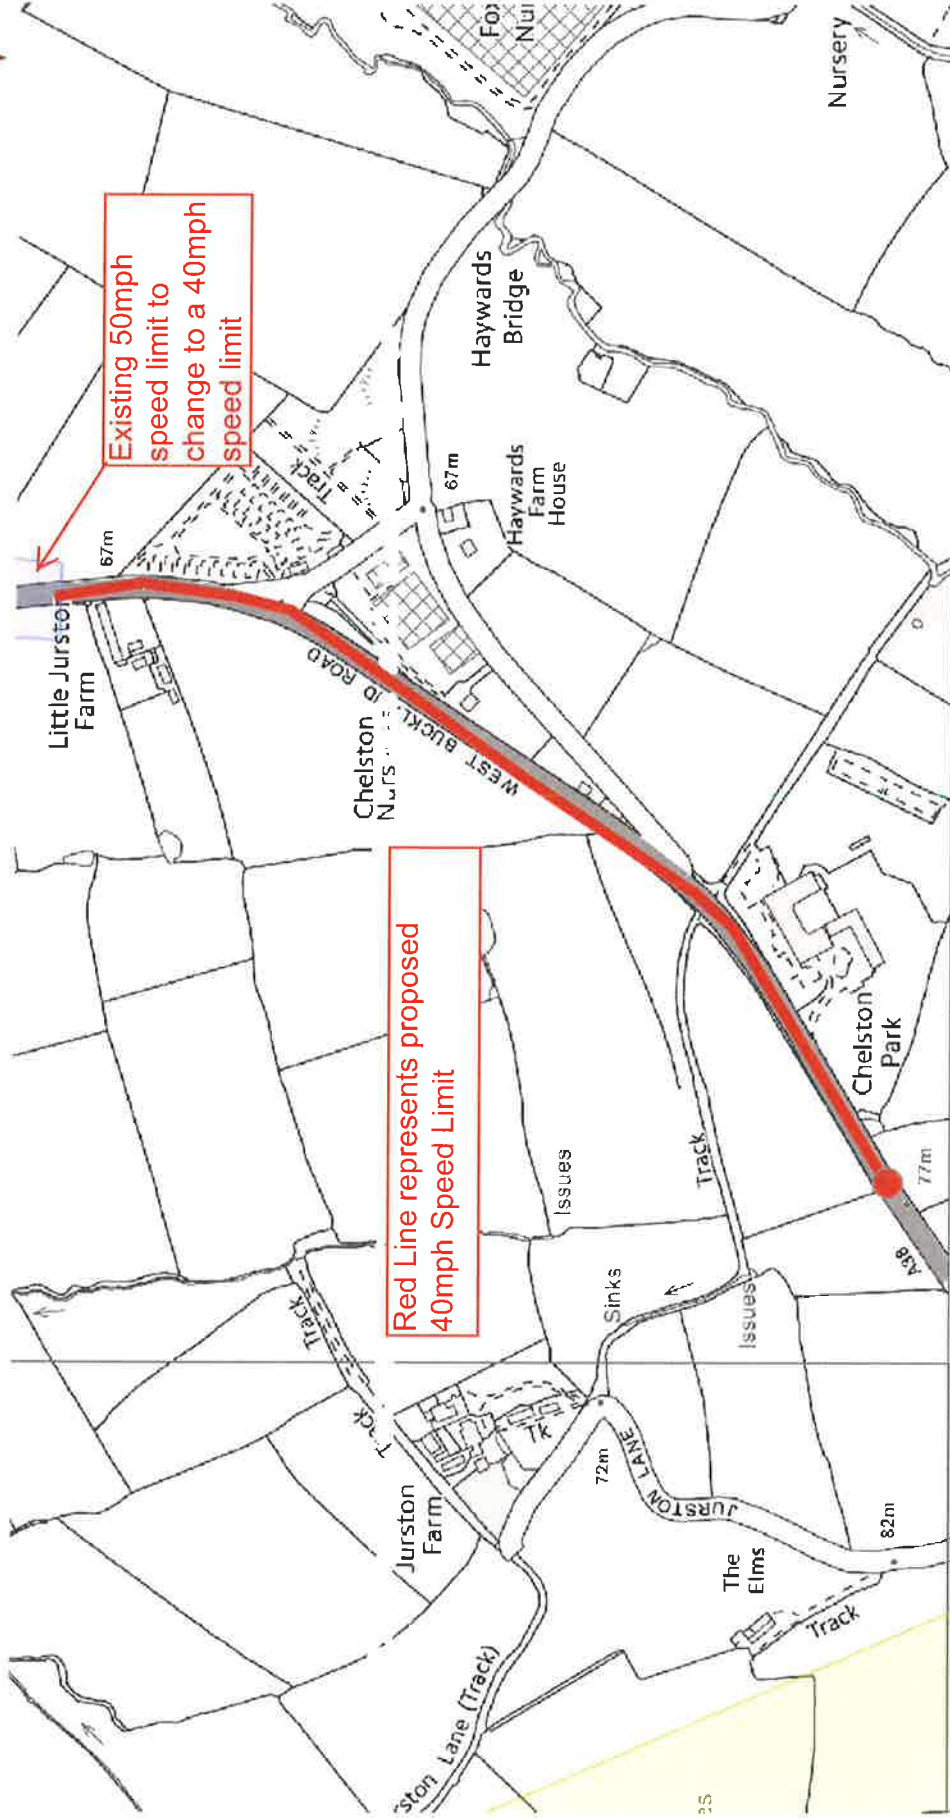 Existing 50mph
speed limit to
change to a 40mph
speed limit
Red Line represents proposed
40mph Speed Limit
Little Jurston
Farm
67m
Track
Chelston
WEST
ROAD
67m
Haywards
Farm
House
Haywards
Bridge
Nursery
Chelston
Park
77m
A38
Track
Issues
Sinks
Issues
Track
Jurston
Farm
Tk
72m
JURSTON LANE
82m
The
Elms
Track
Lane (Track)